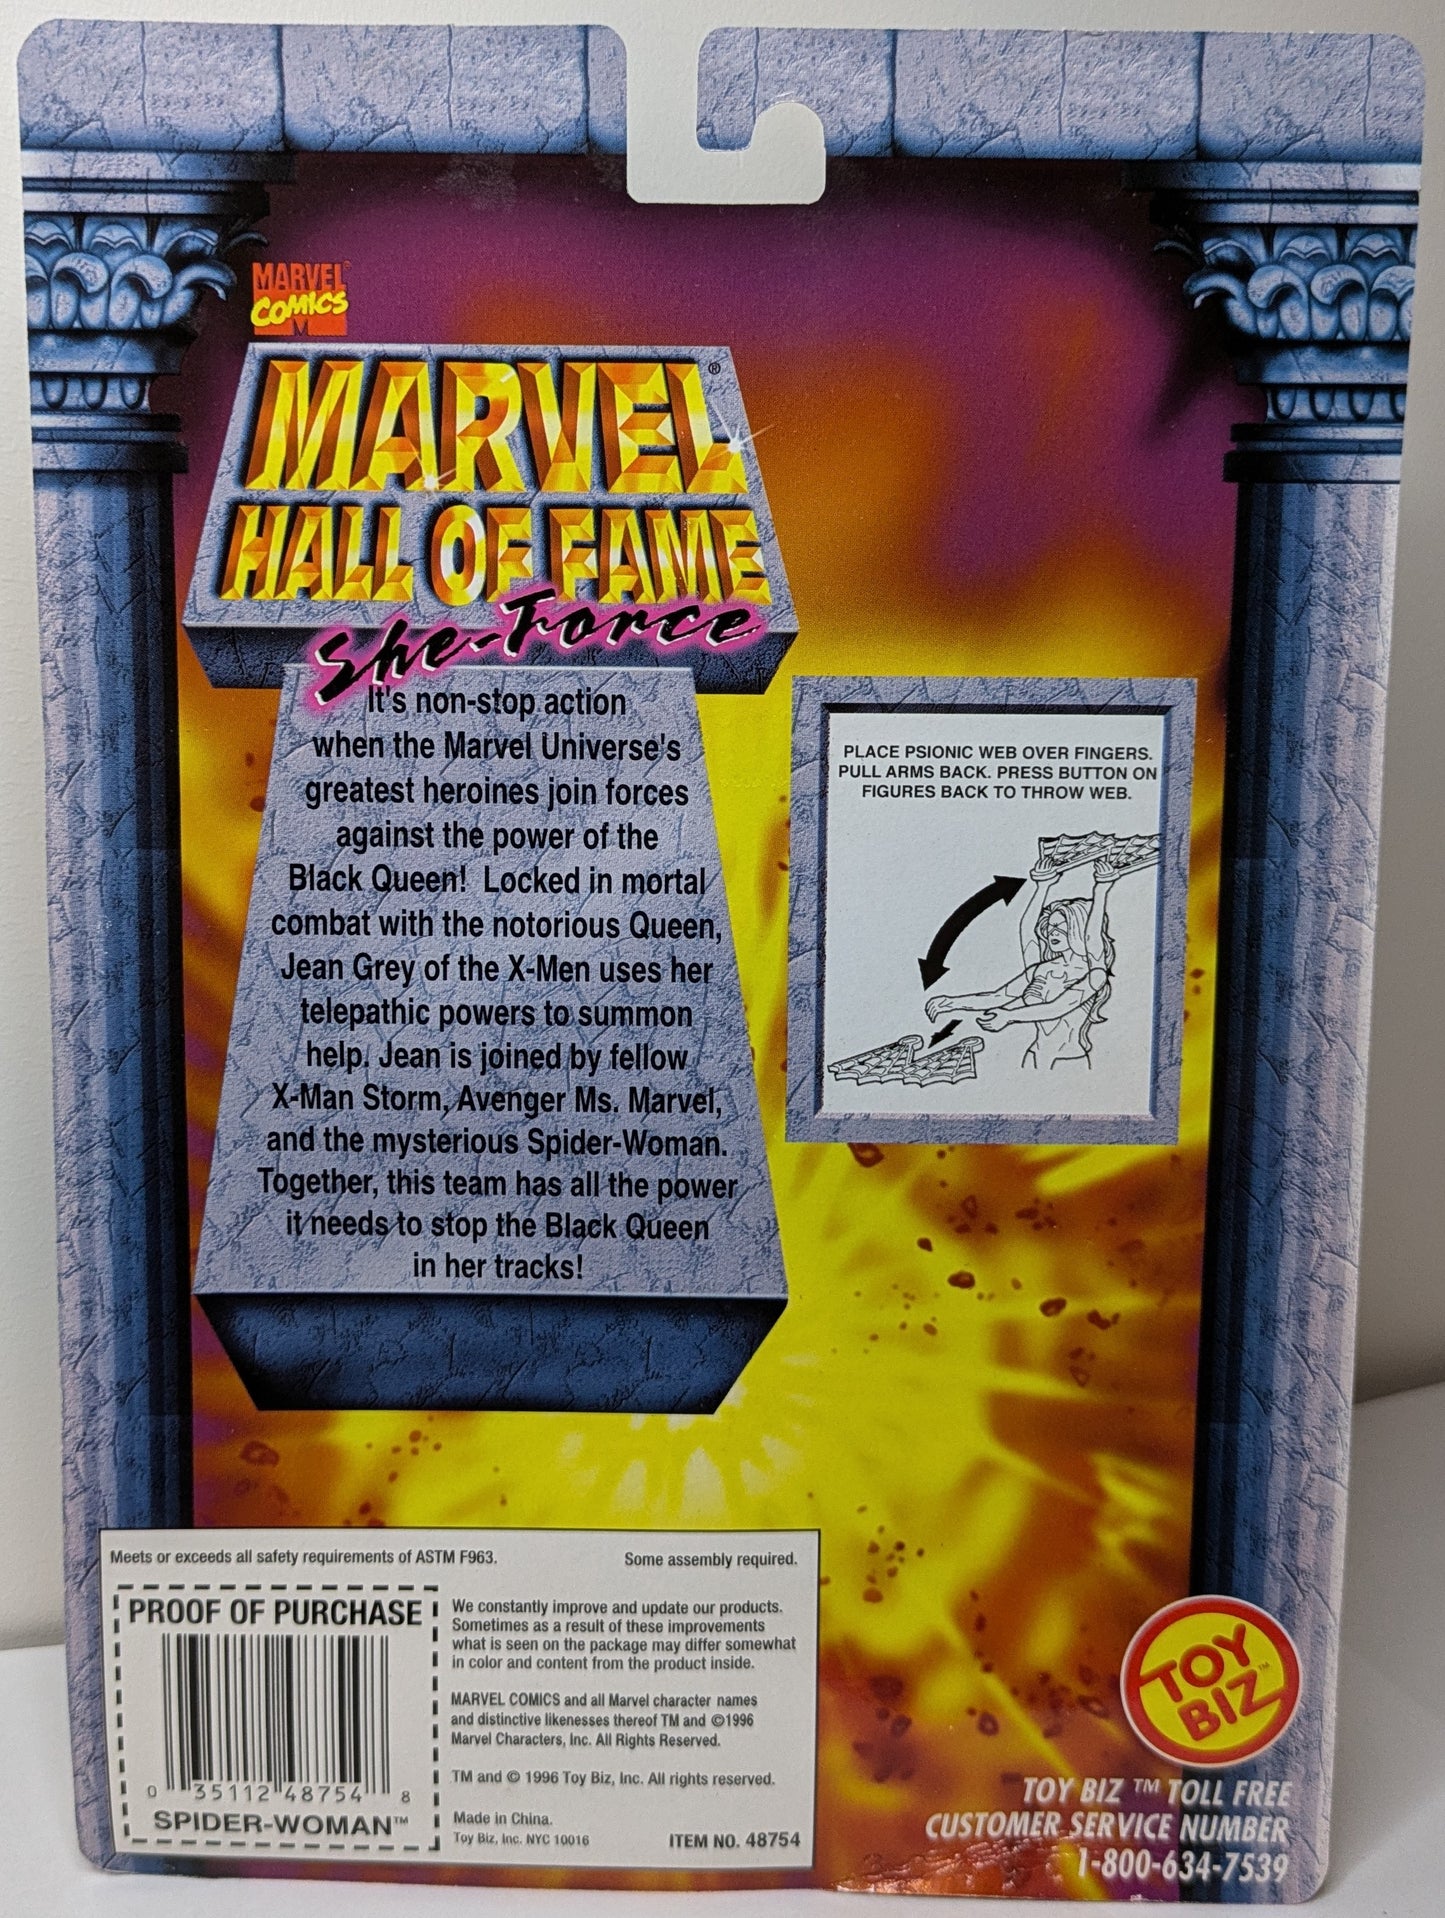 MARVEL
COMICS
M
MARVEL®
HALL OF FAME
She-Force
It's non-stop action
when the Marvel Universe's
greatest heroines join forces
against the power of the
Black Queen! Locked in mortal
combat with the notorious Queen,
Jean Grey of the X-Men uses her
telepathic powers to summon
help. Jean is joined by fellow
X-Man Storm, Avenger Ms. Marvel,
and the mysterious Spider-Woman.
Together, this team has all the power
it needs to stop the Black Queen
in her tracks!
PLACE PSIONIC WEB OVER FINGERS.
PULL ARMS BACK. PRESS BUTTON ON
FIGURES BACK TO THROW WEB.
Meets or exceeds all safety requirements of ASTM F963. Some assembly required.
PROOF OF PURCHASE
0 35112 48754 8
SPIDER-WOMAN™
We constantly improve and update our products.
Sometimes as a result of these improvements
what is seen on the package may differ somewhat
in color and content from the product inside.
MARVEL COMICS and all Marvel character names
and distinctive likenesses thereof TM and ©1996
Marvel Characters, Inc. All Rights Reserved.
TM and © 1996 Toy Biz, Inc. All rights reserved.
Made in China.
Toy Biz, Inc. NYC 10016 ITEM NO. 48754
TOY
BIZ™
TOY BIZ ™ TOLL FREE
CUSTOMER SERVICE NUMBER
1-800-634-7539